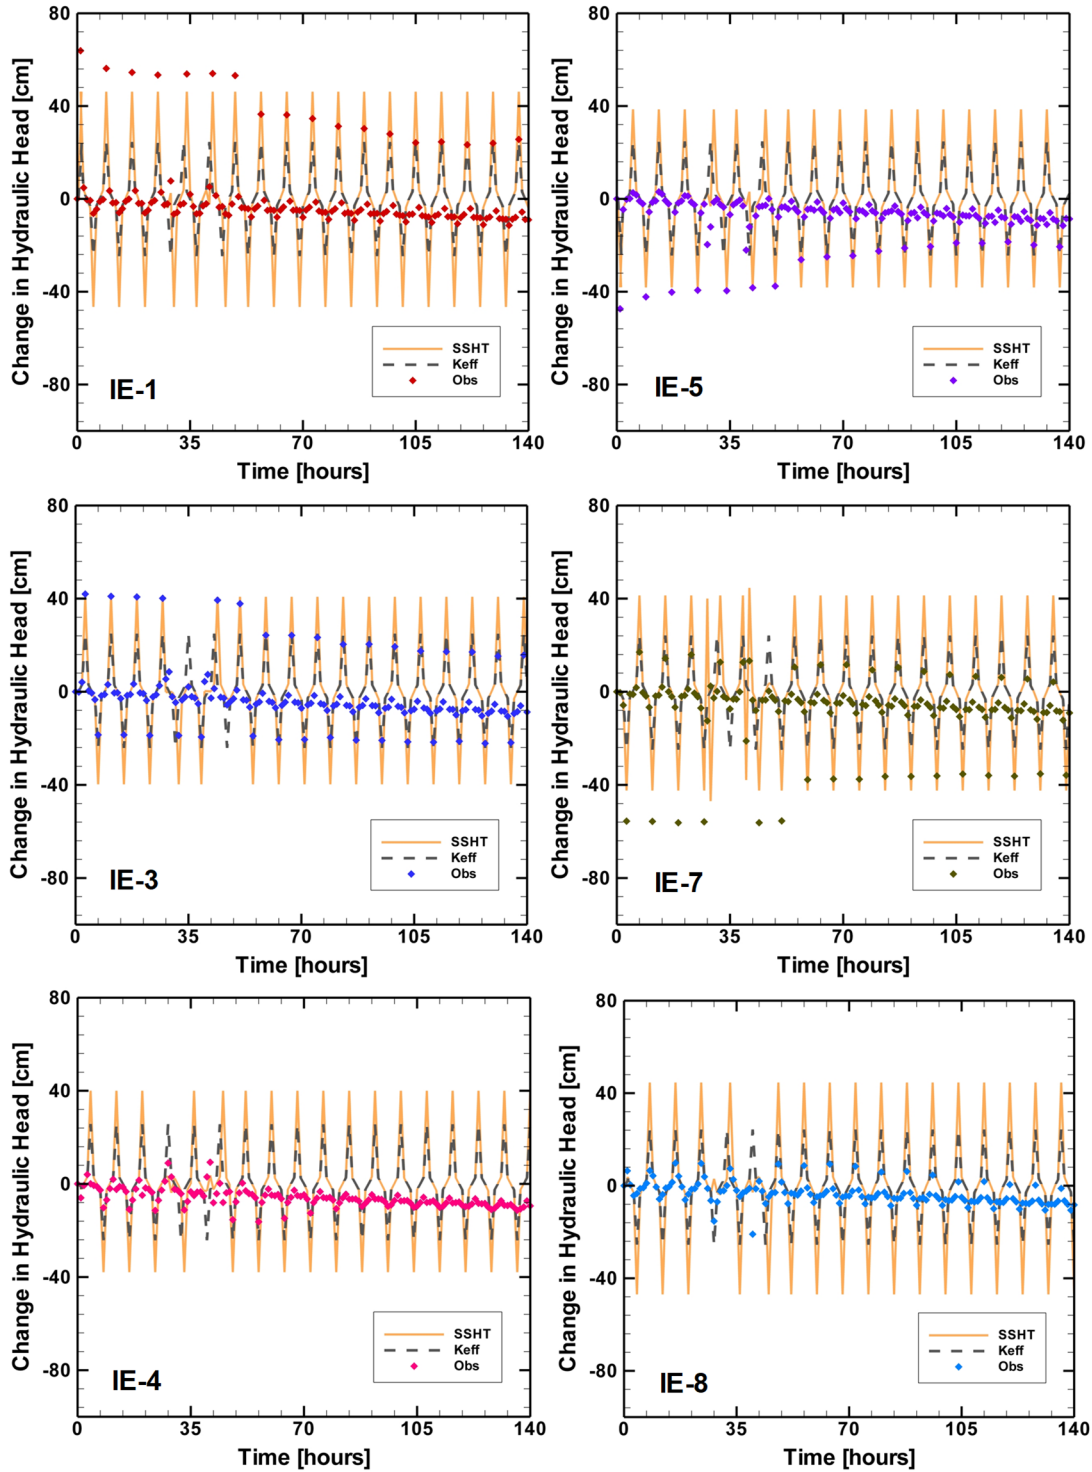 80
40
0
-40
-80
Change in Hydraulic Head [cm]
SSHT
Keff
Obs
IE-1
0 35 70 105 140
Time [hours]
80
40
0
-40
-80
Change in Hydraulic Head [cm]
SSHT
Keff
Obs
IE-5
0 35 70 105 140
Time [hours]
80
40
0
-40
-80
Change in Hydraulic Head [cm]
SSHT
Keff
Obs
IE-3
0 35 70 105 140
Time [hours]
80
40
0
-40
-80
Change in Hydraulic Head [cm]
SSHT
Keff
Obs
IE-7
0 35 70 105 140
Time [hours]
80
40
0
-40
-80
Change in Hydraulic Head [cm]
SSHT
Keff
Obs
IE-4
0 35 70 105 140
Time [hours]
80
40
0
-40
-80
Change in Hydraulic Head [cm]
SSHT
Keff
Obs
IE-8
0 35 70 105 140
Time [hours]